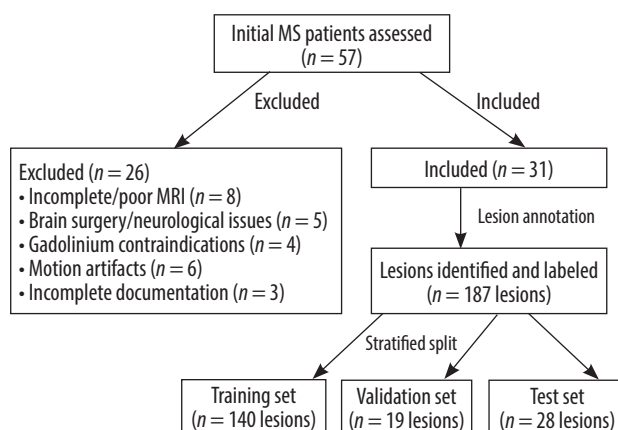 Initial MS patients assessed
(n = 57)
Excluded
Included
Excluded (n = 26)
• Incomplete/poor MRI (n = 8)
• Brain surgery/neurological issues (n = 5)
• Gadolinium contraindications (n = 4)
• Motion artifacts (n = 6)
• Incomplete documentation (n = 3)
Included (n = 31)
Lesion annotation
Lesions identified and labeled
(n = 187 lesions)
Stratified split
Training set
(n = 140 lesions)
Validation set
(n = 19 lesions)
Test set
(n = 28 lesions)